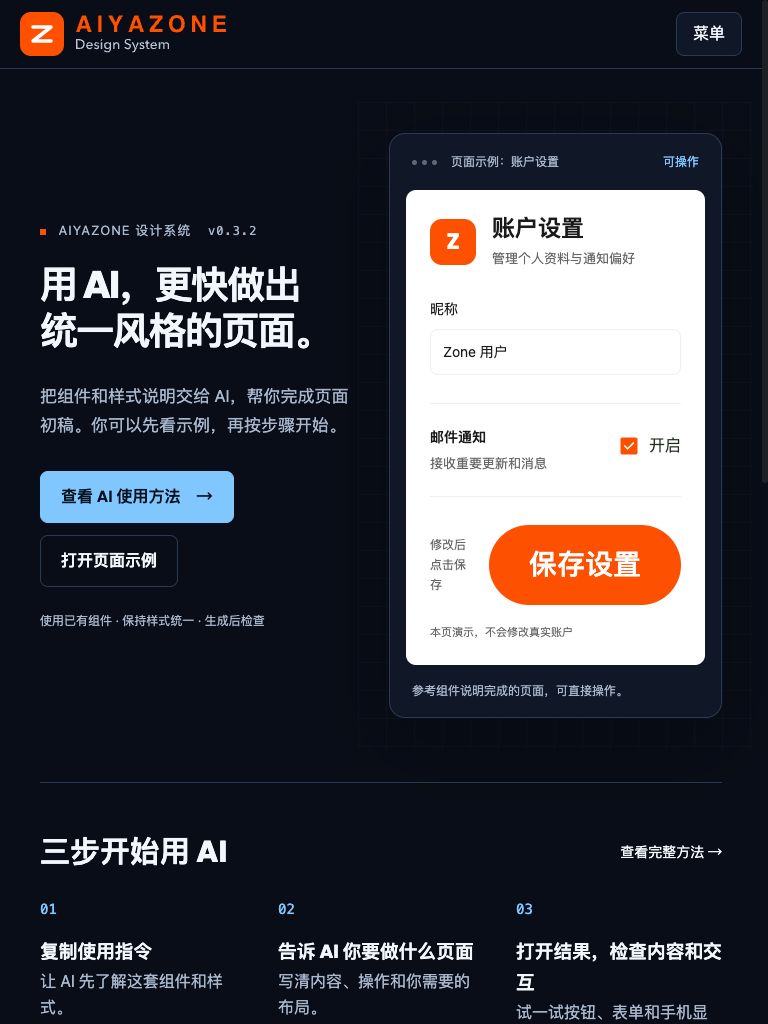 AIYAZONE
Design System
菜单
AIYAZONE 设计系统 v0.3.2
用 AI，更快做出
统一风格的页面。
把组件和样式说明交给 AI，帮你完成页面
初稿。你可以先看示例，再按步骤开始。
查看 AI 使用方法 →
打开页面示例
使用已有组件 · 保持样式统一 · 生成后检查
页面示例：账户设置
可操作
Z
账户设置
管理个人资料与通知偏好
昵称
Zone 用户
邮件通知
接收重要更新和消息
开启
修改后
点击保
存
保存设置
本页演示，不会修改真实账户
参考组件说明完成的页面，可直接操作。
三步开始用 AI
查看完整方法 →
01
复制使用指令
让 AI 先了解这套组件和样
式。
02
告诉 AI 你要做什么页面
写清内容、操作和你需要的
布局。
03
打开结果，检查内容和交
互
试一试按钮、表单和手机显